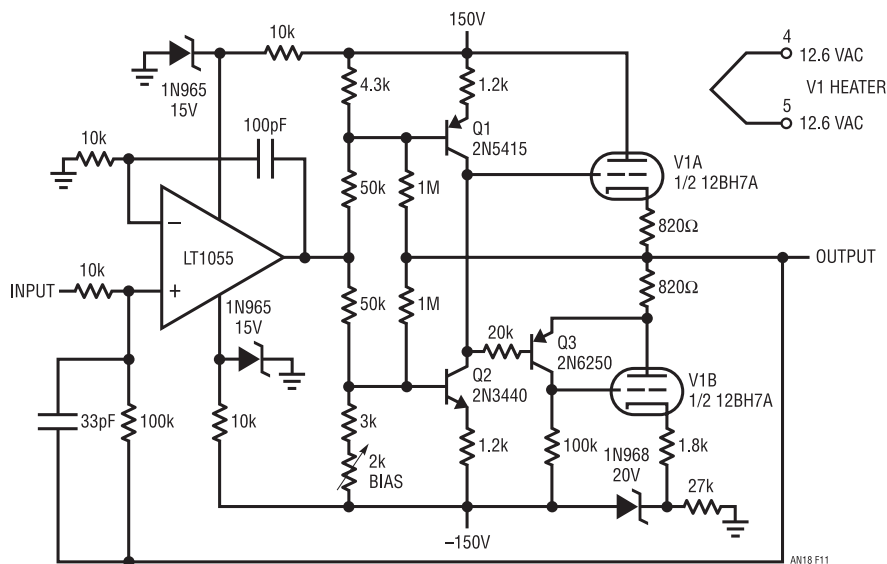 150V
10k
1N965
15V
4.3k
1.2k
4
12.6 VAC
V1 HEATER
5
12.6 VAC
10k
100pF
Q1
2N5415
V1A
1/2 12BH7A
50k
1M
820Ω
–
LT1055
OUTPUT
10k
INPUT
+
1N965
15V
50k
1M
820Ω
20k
Q3
2N6250
Q2
2N3440
V1B
1/2 12BH7A
33pF
100k
10k
3k
2k
BIAS
1.2k
100k
1N968
20V
1.8k
27k
–150V
AN18 F11